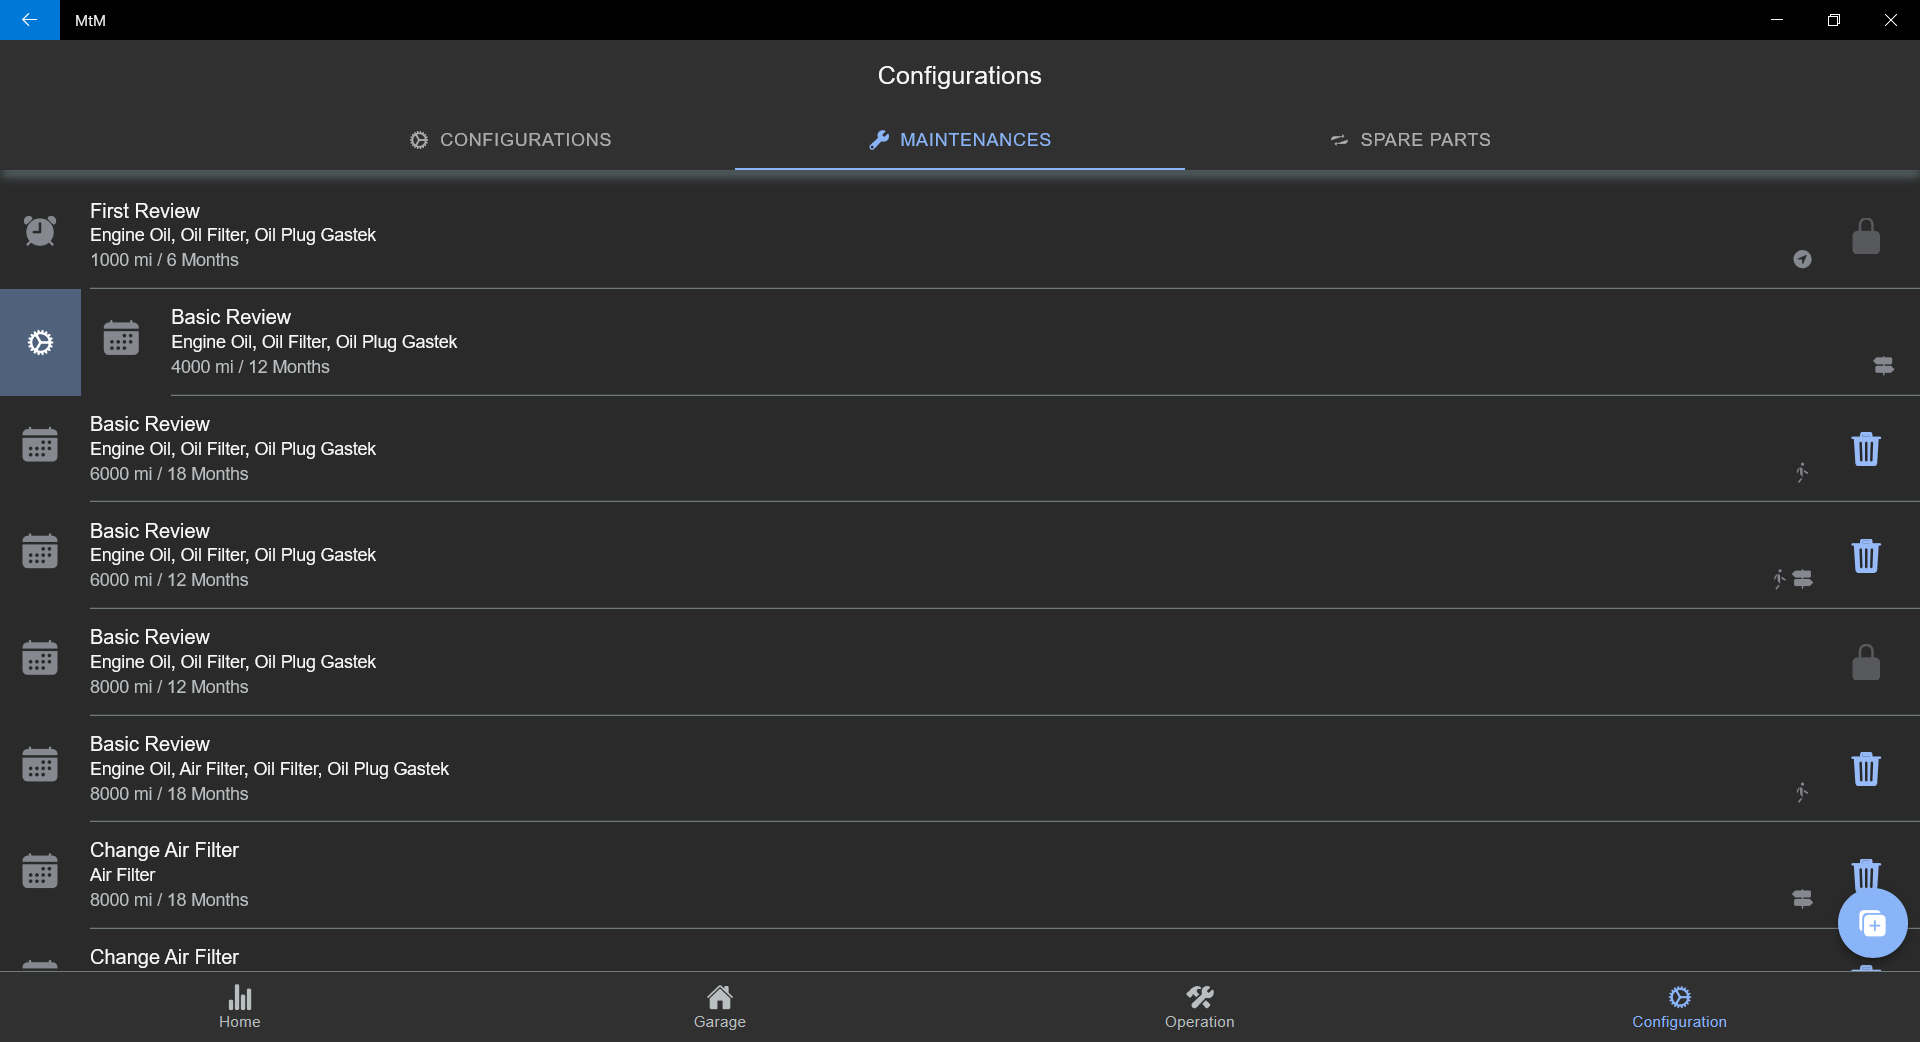 MtM
Configurations
CONFIGURATIONS
MAINTENANCES
SPARE PARTS
First Review
Engine Oil, Oil Filter, Oil Plug Gastek
1000 mi / 6 Months
Basic Review
Engine Oil, Oil Filter, Oil Plug Gastek
4000 mi / 12 Months
Basic Review
Engine Oil, Oil Filter, Oil Plug Gastek
6000 mi / 18 Months
Basic Review
Engine Oil, Oil Filter, Oil Plug Gastek
6000 mi / 12 Months
Basic Review
Engine Oil, Oil Filter, Oil Plug Gastek
8000 mi / 12 Months
Basic Review
Engine Oil, Air Filter, Oil Filter, Oil Plug Gastek
8000 mi / 18 Months
Change Air Filter
Air Filter
8000 mi / 18 Months
Change Air Filter
Home
Garage
Operation
Configuration